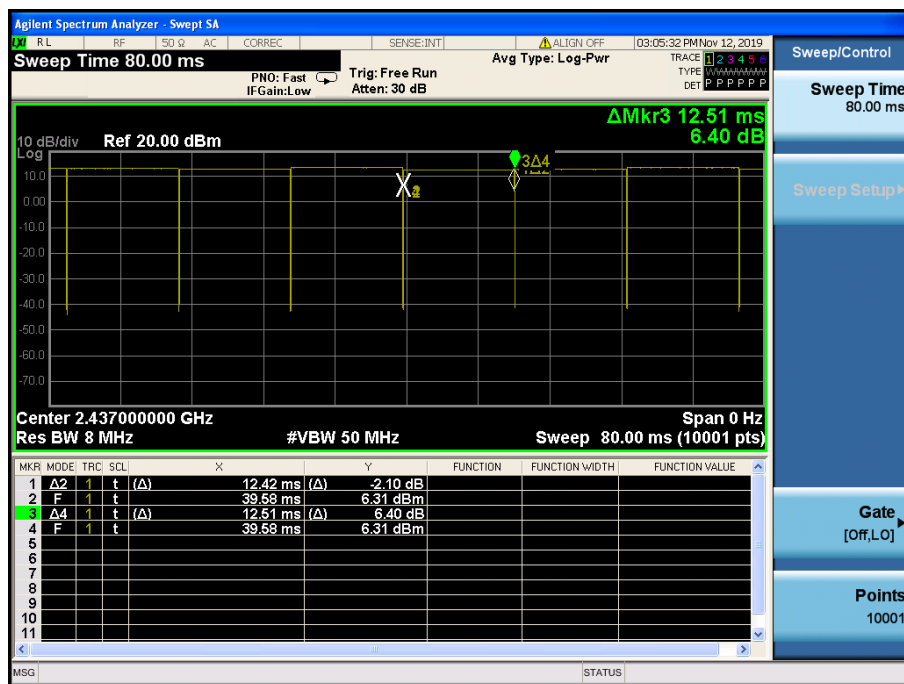 Agilent Spectrum Analyzer - Swept SA
LXI RL RF 50 Ω AC CORREC SENSE:INT ALIGN OFF 03:05:32 PM Nov 12, 2019
Sweep Time 80.00 ms
PNO: Fast
IFGain:Low
Trig: Free Run
Atten: 30 dB
Avg Type: Log-Pwr
TRACE 1 2 3 4 5 6
TYPE
DET P P P P P P
ΔMkr3 12.51 ms
6.40 dB
10 dB/div Ref 20.00 dBm
Log
10.0
0.00
-10.0
-20.0
-30.0
-40.0
-50.0
-60.0
-70.0
3Δ4
X
Center 2.437000000 GHz Span 0 Hz
Res BW 8 MHz #VBW 50 MHz Sweep 80.00 ms (10001 pts)
MKR MODE TRC SCL X Y FUNCTION FUNCTION WIDTH FUNCTION VALUE
1 Δ2 1 t (Δ) 12.42 ms (Δ) -2.10 dB
2 F 1 t 39.58 ms 6.31 dBm
3 Δ4 1 t (Δ) 12.51 ms (Δ) 6.40 dB
4 F 1 t 39.58 ms 6.31 dBm
5
6
7
8
9
10
11
MSG STATUS
Sweep/Control
Sweep Time
80.00 ms
Sweep Setup
Gate
[Off,LO]
Points
10001